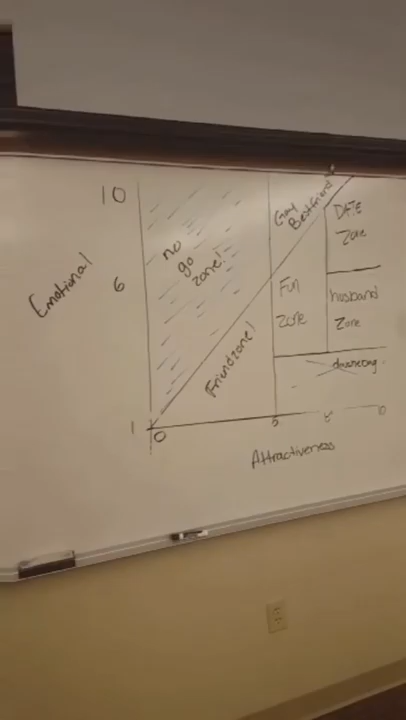 10
6
1
Emotional
no
go
zone!
Friendzone!
Gay
Bestfriend
Fun
Zone
DATE
Zone
husband
Zone
0
5
8
Attractiveness